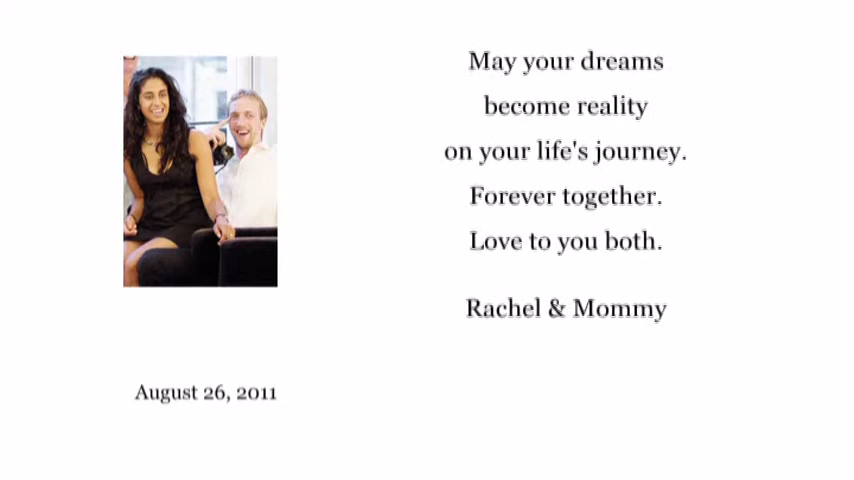 May your dreams
become reality
on your life's journey.
Forever together.
Love to you both.
Rachel & Mommy
August 26, 2011